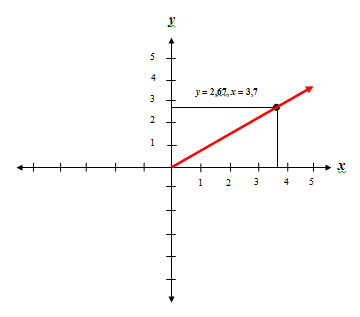 y
5
4
y = 2,67, x = 3,7
3
2
1
x
1 2 3 4 5